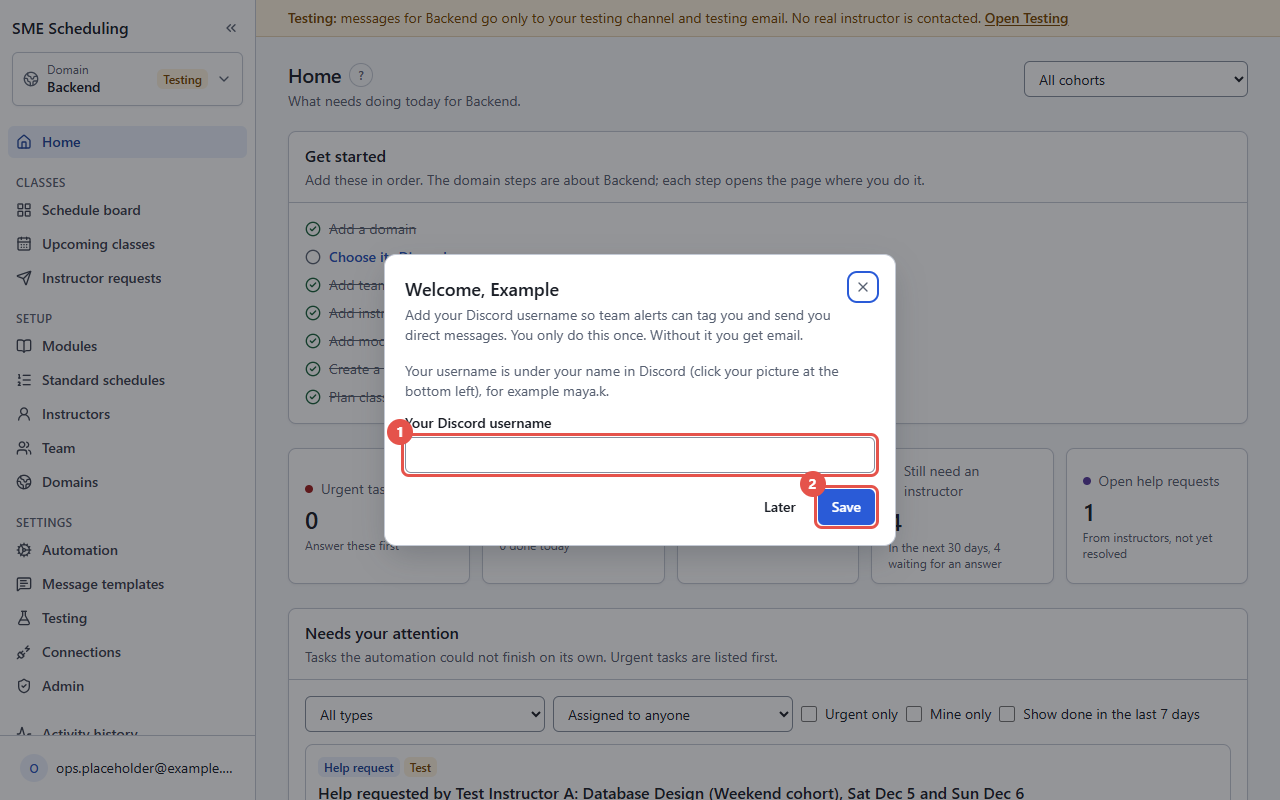 SME Scheduling
Domain
Backend
Testing
Home
CLASSES
Schedule board
Upcoming classes
Instructor requests
SETUP
Modules
Standard schedules
Instructors
Team
Domains
SETTINGS
Automation
Message templates
Testing
Connections
Admin
Activity history
O
ops.placeholder@example....
Testing: messages for Backend go only to your testing channel and testing email. No real instructor is contacted. Open Testing
Home ?
What needs doing today for Backend.
All cohorts
Get started
Add these in order. The domain steps are about Backend; each step opens the page where you do it.
Add a domain
Choose
Add
Add
Add
Create a
Plan
Welcome, Example
Add your Discord username so team alerts can tag you and send you
direct messages. You only do this once. Without it you get email.
Your username is under your name in Discord (click your picture at the
bottom left), for example maya.k.
Your Discord username
1
2
Later
Save
Urgent
0
Answer these first
0 done today
Still need an
instructor
4
In the next 30 days, 4
waiting for an answer
Open help requests
1
From instructors, not yet
resolved
Needs your attention
Tasks the automation could not finish on its own. Urgent tasks are listed first.
All types
Assigned to anyone
Urgent only
Mine only
Show done in the last 7 days
Help request
Test
Help requested by Test Instructor A: Database Design (Weekend cohort), Sat Dec 5 and Sun Dec 6